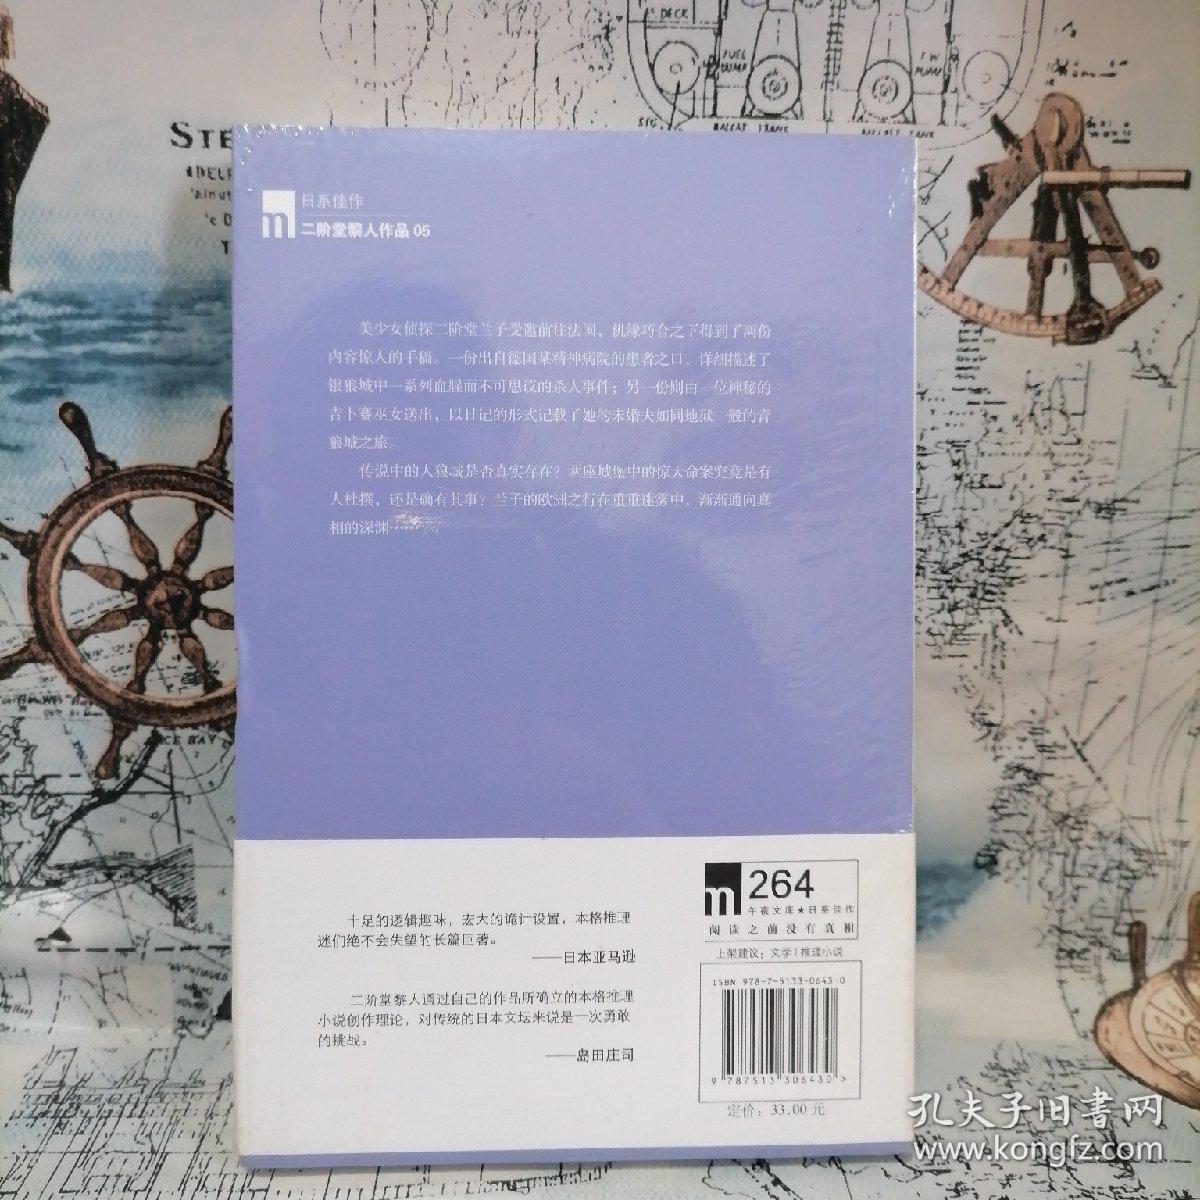 DECK
FUEL
PUMP
F.W
PUMP
BALLAST TANK
BALLAST TANK
STE
日系佳作
二阶堂黎人作品 05
美少女侦探二阶堂兰子受邀前往法国，机缘巧合之下得到了两份
内容惊人的手稿。一份出自德国某精神病院的患者之口，详细描述了
银狼城中一系列血腥而不可思议的杀人事件；另一份则由一位神秘的
吉卜赛巫女送出，以日记的形式记载了她的未婚夫如同地狱一般的青
狼城之旅。
传说中的人狼城是否真实存在？两座城堡中的惊天命案究竟是有
人杜撰，还是确有其事？兰子的欧洲之行在重重迷雾中，渐渐通向真
相的深渊……
十足的逻辑趣味，宏大的诡计设置，本格推理
迷们绝不会失望的长篇巨著。
——日本亚马逊
二阶堂黎人通过自己的作品所确立的本格推理
小说创作理论，对传统的日本文坛来说是一次勇敢
的挑战。
——岛田庄司
m 264
午夜文库★日系佳作
阅读之前没有真相
上架建议：文学|推理小说
ISBN 978-7-5133-0643-0
9 787513 306430 >
定价：33.00 元
孔夫子旧書网
www.kongfz.com